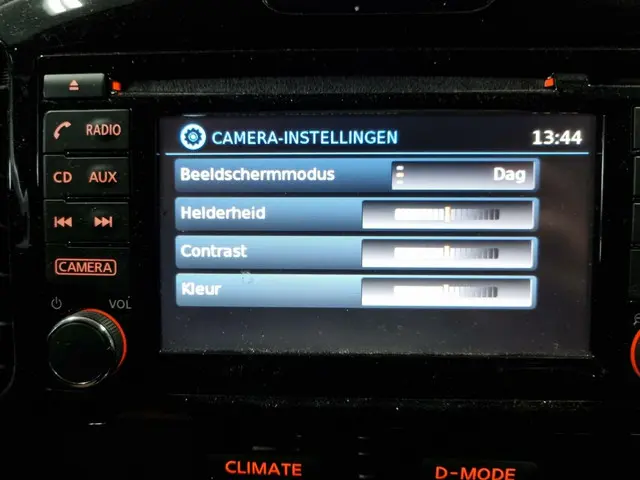 CAMERA-INSTELLINGEN 13:44
RADIO
Beeldschermmodus Dag
CD AUX
Helderheid
Contrast
CAMERA
Kleur
VOL
CLIMATE D-MODE